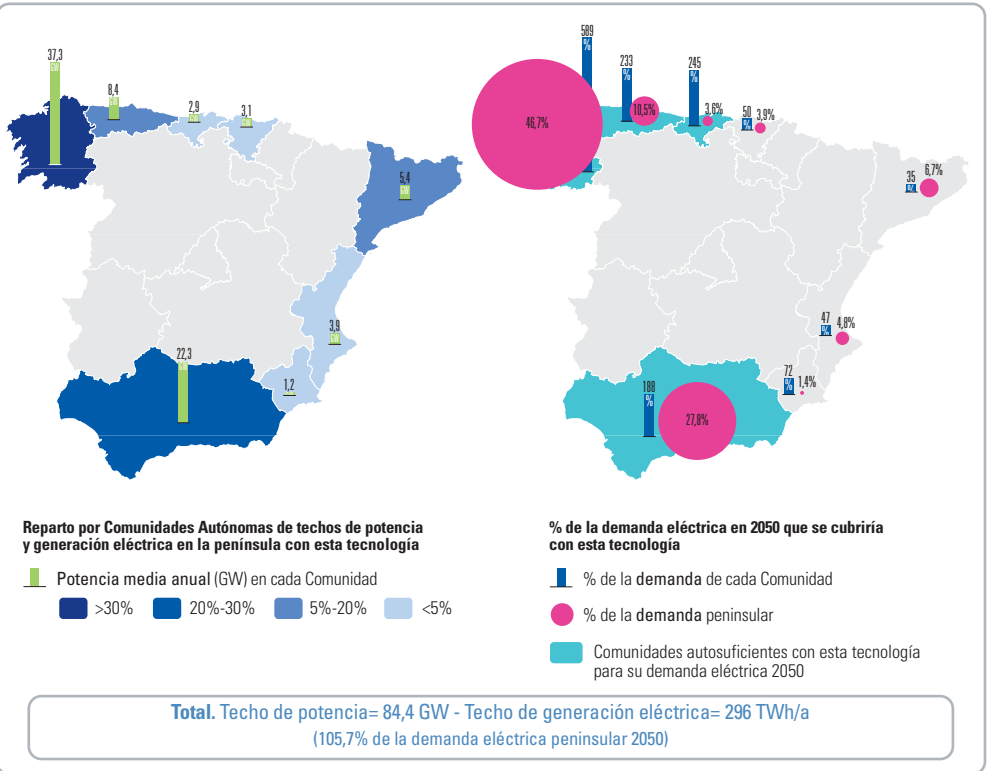 37,3
GW
8,4
GW
2,9
GW
3,1
GW
5,4
GW
3,9
GW
22,3
1,2
589
%
233
%
245
%
50
%
46,7%
10,5%
3,6%
3,9%
35
%
6,7%
47
%
4,8%
72
%
1,4%
188
%
27,8%
Reparto por Comunidades Autónomas de techos de potencia
y generación eléctrica en la península con esta tecnología
Potencia media anual (GW) en cada Comunidad
>30% 20%-30% 5%-20% <5%
% de la demanda eléctrica en 2050 que se cubriría
con esta tecnología
% de la demanda de cada Comunidad
% de la demanda peninsular
Comunidades autosuficientes con esta tecnología
para su demanda eléctrica 2050
Total. Techo de potencia= 84,4 GW - Techo de generación eléctrica= 296 TWh/a
(105,7% de la demanda eléctrica peninsular 2050)